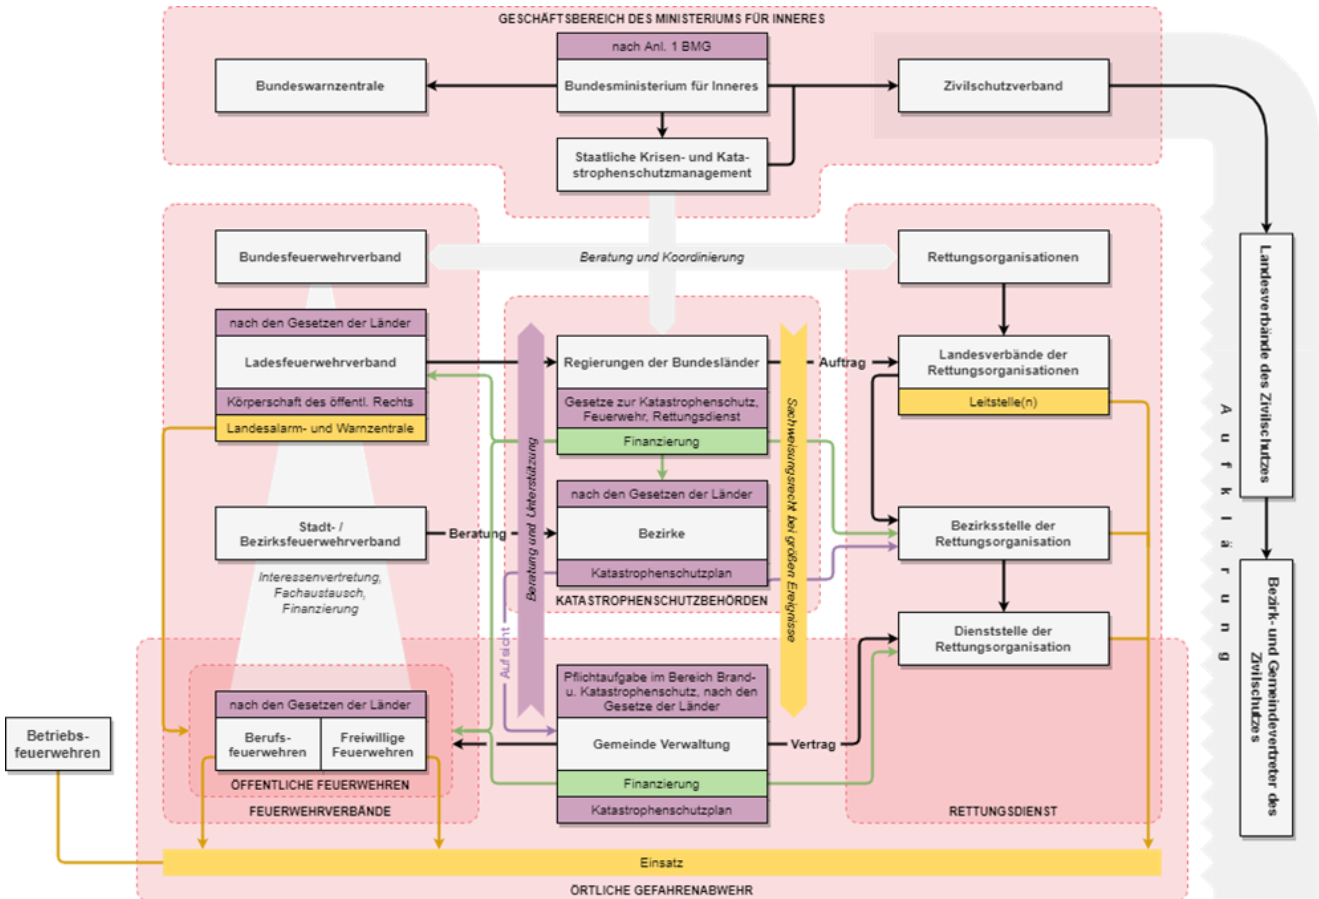 GESCHÄFTSBEREICH DES MINISTERIUMS FÜR INNERES
nach Anl. 1 BMG
Bundeswarnzentrale
Bundesministerium für Inneres
Zivilschutzverband
Staatliche Krisen- und Kata-
strophenschutzmanagement
Bundesfeuerwehrverband
Beratung und Koordinierung
Rettungsorganisationen
nach den Gesetzen der Länder
Ladesfeuerwehrverband
Körperschaft des öffentl. Rechts
Landesalarm- und Warnzentrale
Regierungen der Bundesländer
Gesetze zur Katastrophenschutz,
Feuerwehr, Rettungsdienst
Finanzierung
Auftrag
Landesverbände der
Rettungsorganisationen
Leitstelle(n)
Beratung und Unterstützung
Sachweisungsrecht bei größen Ereignisse
Stadt- /
Bezirksfeuerwehrverband
Beratung
nach den Gesetzen der Länder
Bezirke
Katastrophenschutzplan
KATASTROPHENSCHUTZBEHÖRDEN
Bezirksstelle der
Rettungsorganisation
Interessenvertretung,
Fachaustausch,
Finanzierung
Aufsicht
Dienststelle der
Rettungsorganisation
Pflichtaufgabe im Bereich Brand-
u. Katastrophenschutz, nach den
Gesetze der Länder
Gemeinde Verwaltung
Finanzierung
Katastrophenschutzplan
Vertrag
nach den Gesetzen der Länder
Berufs-
feuerwehren
Freiwillige
Feuerwehren
ÖFFENTLICHE FEUERWEHREN
FEUERWEHRVERBÄNDE
RETTUNGSDIENST
Betriebs-
feuerwehren
Einsatz
ÖRTLICHE GEFAHRENABWEHR
Aufklärung
Landesverbände des Zivilschutzes
Bezirk- und Gemeindevertreter des
Zivilschutzes